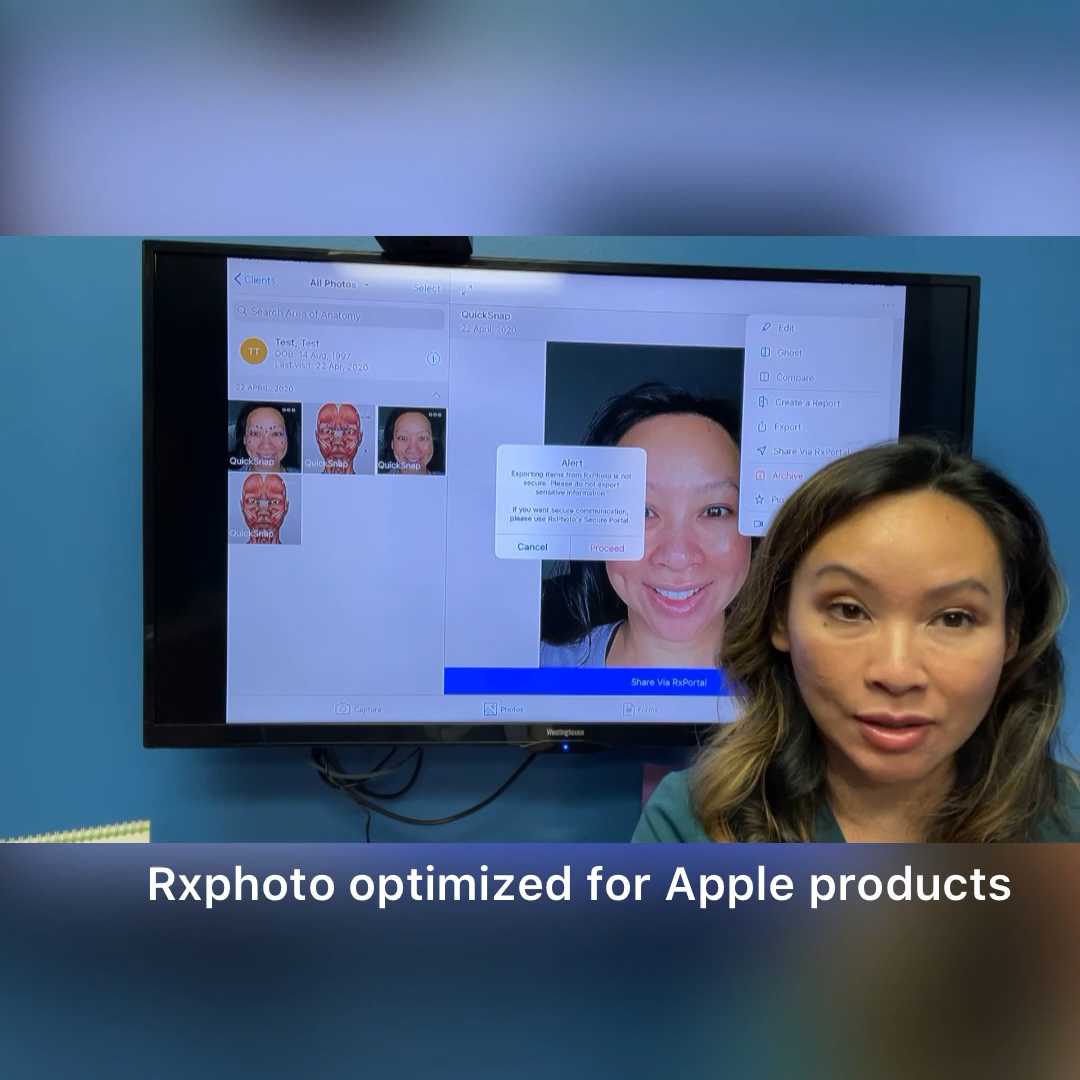 Clients
All Photos
Select
Search Area of Anatomy
TT
Test, Test
DOB: 14 Aug, 1997
Last visit: 22 Apr, 2020
22 APRIL, 2020
QuickSnap
QuickSnap
QuickSnap
QuickSnap
QuickSnap
22 April, 2020
Edit
Ghost
Compare
Create a Report
Export
Share Via RxPortal
Archive
Alert
Exporting items from RxPhoto is not
secure. Please do not export
sensitive information.
If you want secure communication,
please use RxPhoto's Secure Portal.
Cancel
Proceed
Share Via RxPortal
Capture
Photos
Forms
Westinghouse
Rxphoto optimized for Apple products